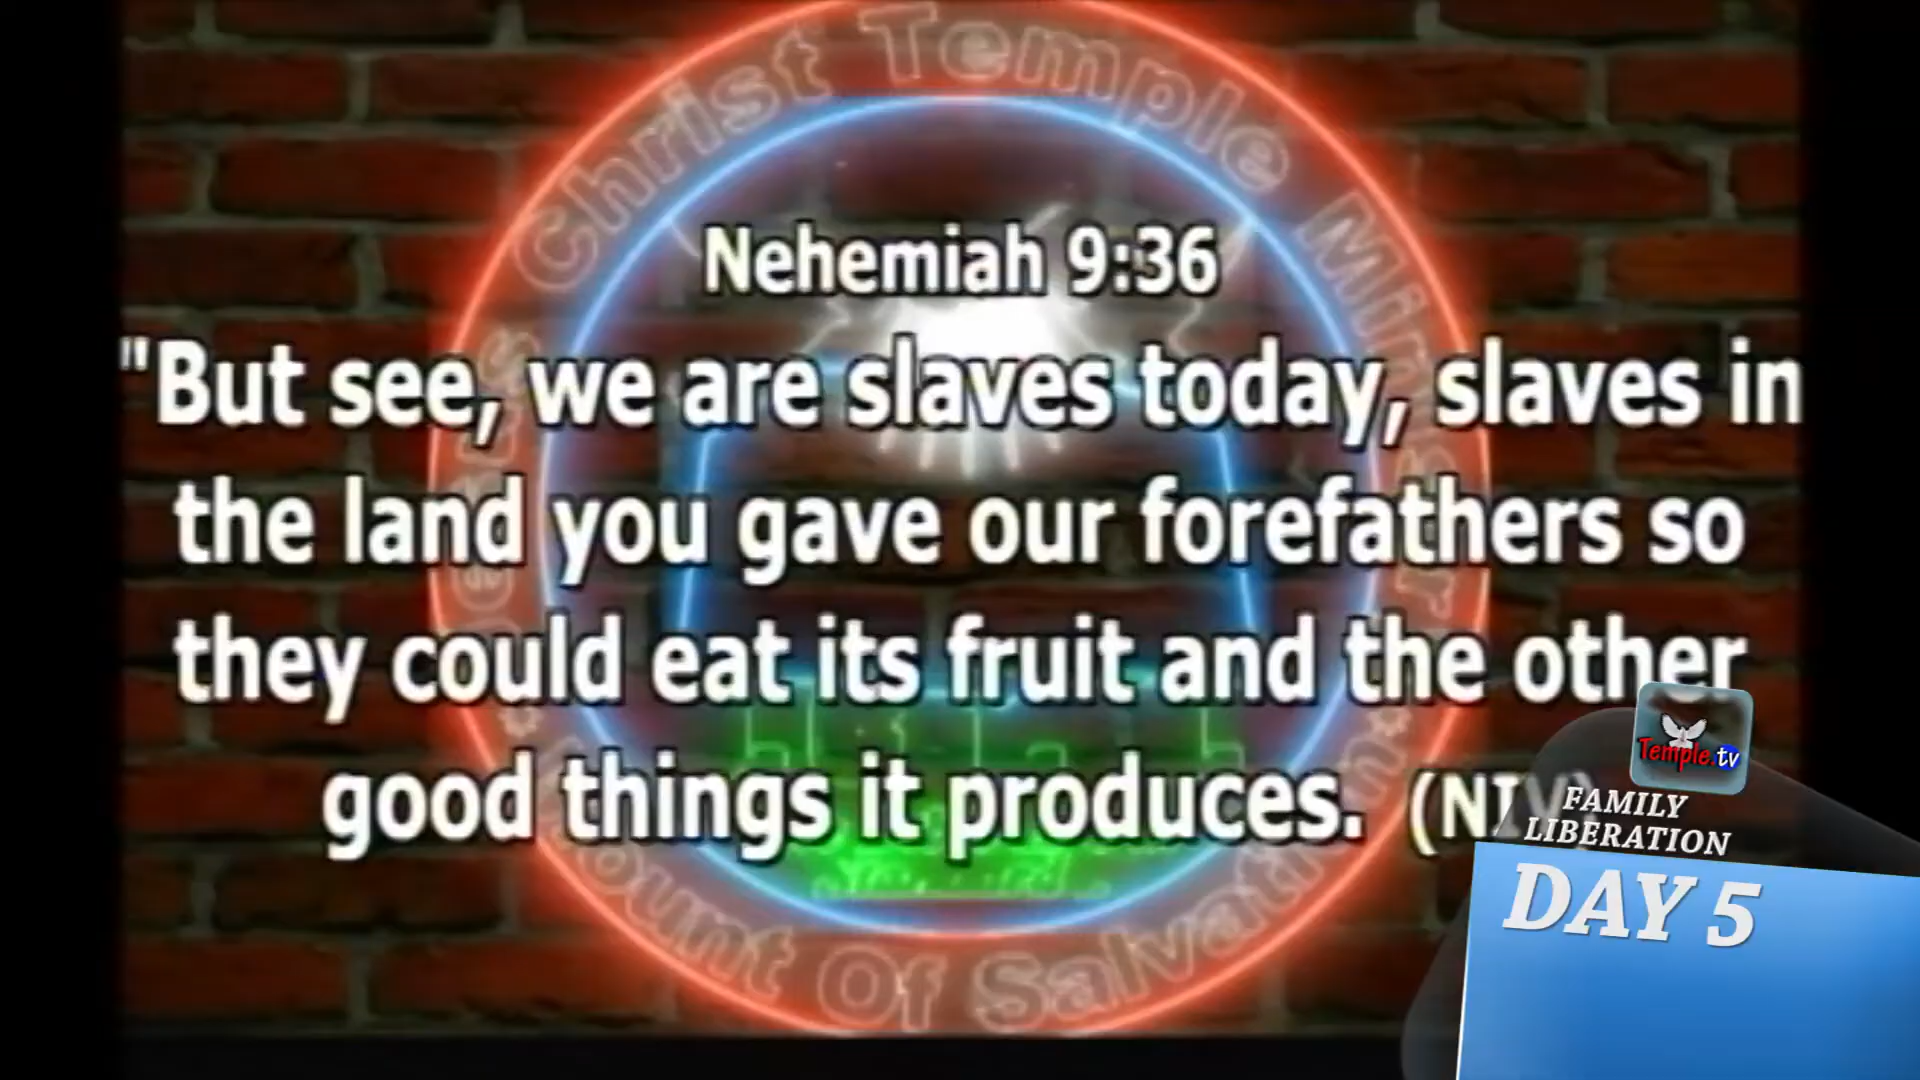 Christ Temple
Nehemiah 9:36
"But see, we are slaves today, slaves in
the land you gave our forefathers so
they could eat its fruit and the other
good things it produces. (NIV)
Mount Of Salvation
Temple.tv
FAMILY
LIBERATION
DAY 5